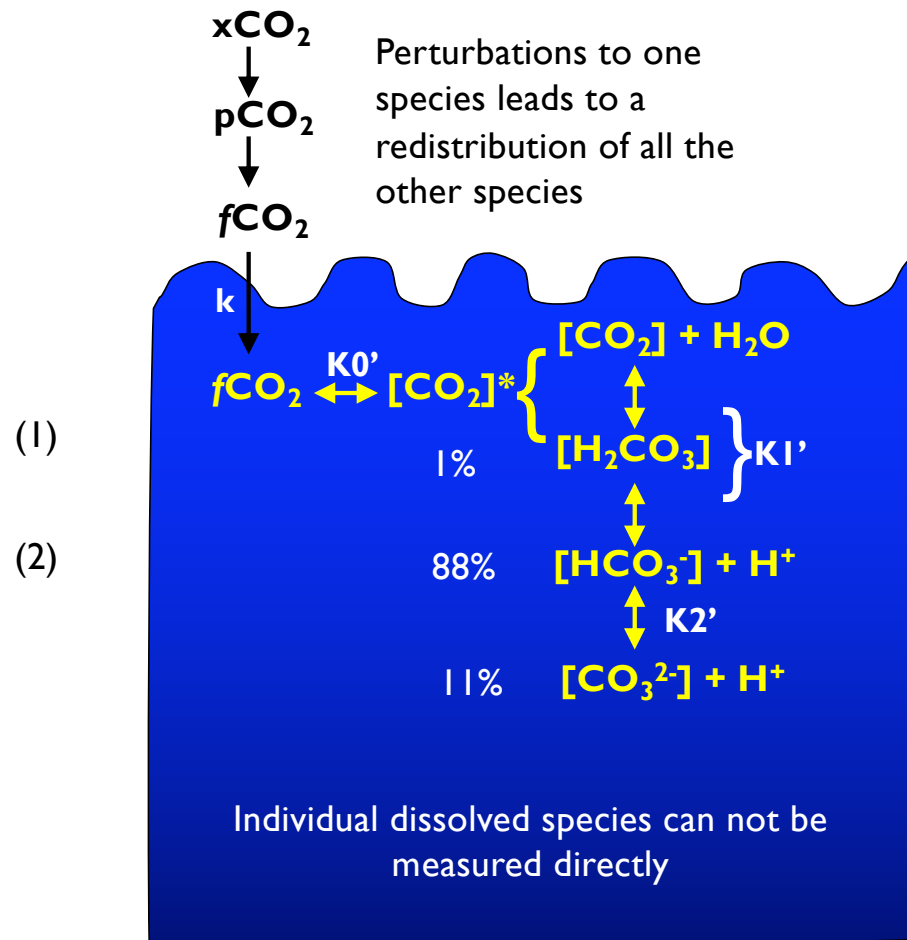 xCO₂
Perturbations to one
species leads to a
redistribution of all the
other species
pCO₂
fCO₂
k
[CO₂] + H₂O
fCO₂ K0’ [CO₂]* {
(1)
1% [H₂CO₃] } K1’
(2)
88% [HCO₃⁻] + H⁺
K2’
11% [CO₃²⁻] + H⁺
Individual dissolved species can not be
measured directly